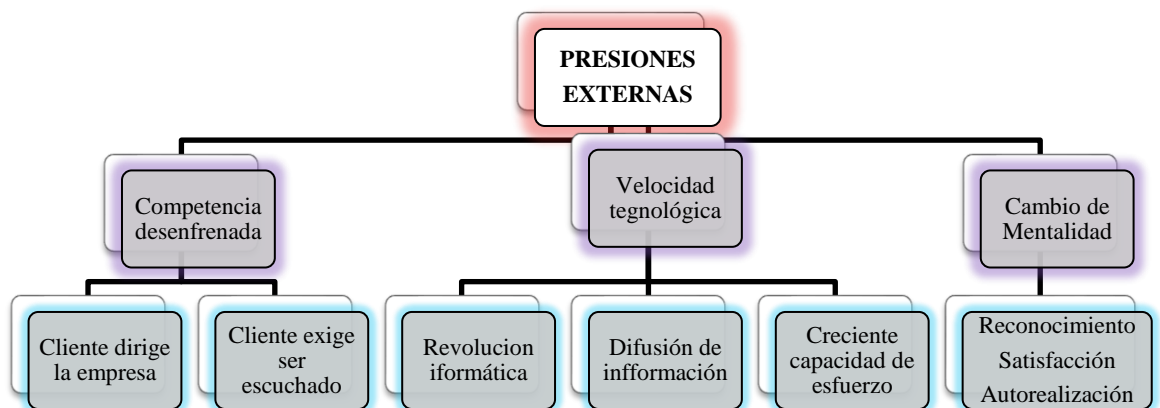 PRESIONES
EXTERNAS
Competencia
desenfrenada
Velocidad
tegnológica
Cambio de
Mentalidad
Cliente dirige
la empresa
Cliente exige
ser
escuchado
Revolucion
iformática
Difusión de
infformación
Creciente
capacidad de
esfuerzo
Reconocimiento
Satisfacción
Autorealización